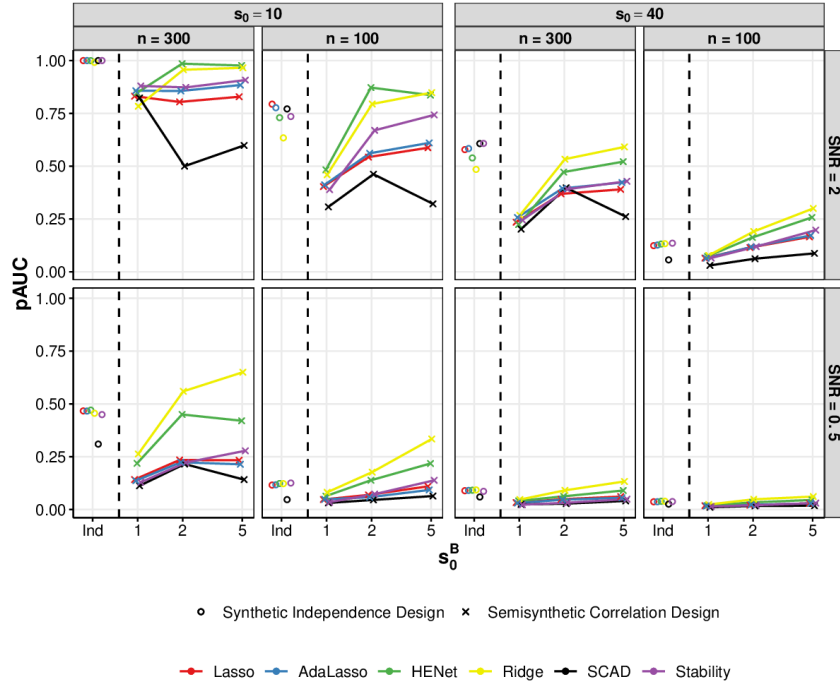 s₀ = 10 s₀ = 40
n = 300 n = 100 n = 300 n = 100
1.00
0.75
0.50
0.25
0.00
SNR = 2
pAUC
1.00
0.75
0.50
0.25
0.00
SNR = 0.5
Ind 1 2 5 Ind 1 2 5 Ind 1 2 5 Ind 1 2 5
s₀ᴮ
Synthetic Independence Design Semisynthetic Correlation Design
Lasso AdaLasso HENet Ridge SCAD Stability